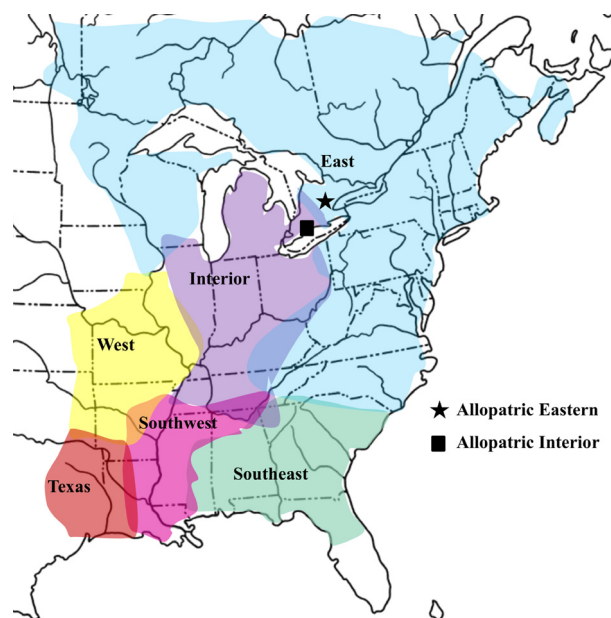 East
Interior
West
Southwest
Texas
Southeast
Allopatric Eastern
Allopatric Interior